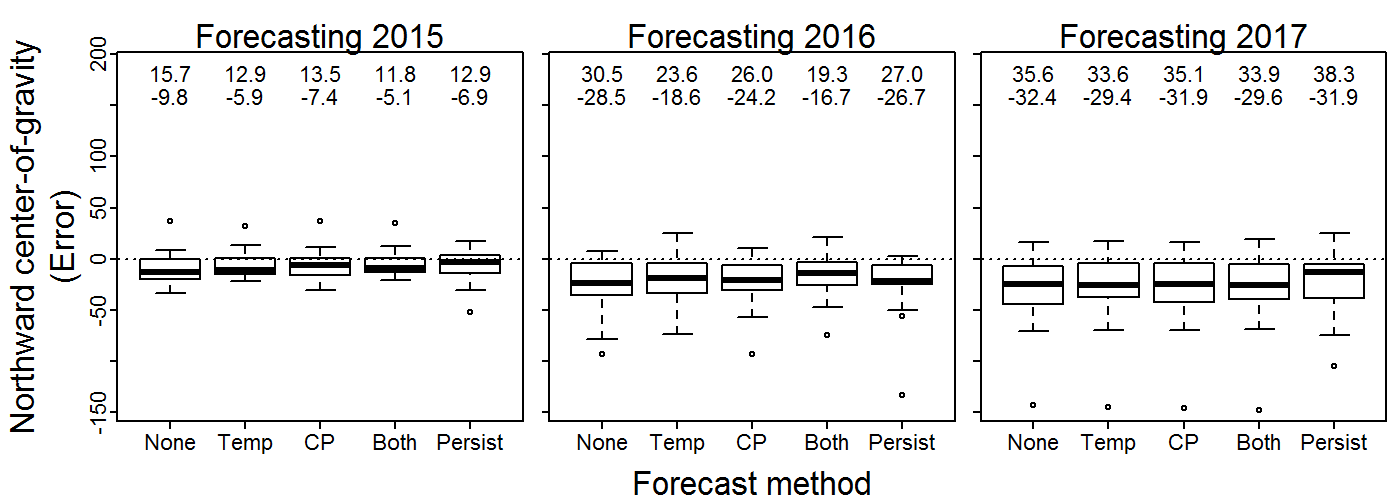 Forecasting 2015 Forecasting 2016 Forecasting 2017
15.7 12.9 13.5 11.8 12.9 30.5 23.6 26.0 19.3 27.0 35.6 33.6 35.1 33.9 38.3
-9.8 -5.9 -7.4 -5.1 -6.9 -28.5 -18.6 -24.2 -16.7 -26.7 -32.4 -29.4 -31.9 -29.6 -31.9
Northward center-of-gravity
(Error)
200
100
50
0
-50
-150
None Temp CP Both Persist None Temp CP Both Persist None Temp CP Both Persist
Forecast method